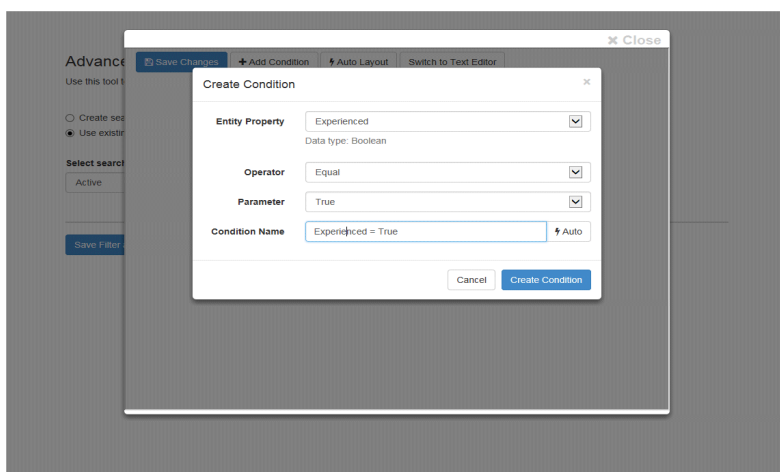 ✖ Close
Advance
Save Changes
+ Add Condition
Auto Layout
Switch to Text Editor
Use this tool t
Create sea
Use existin
Select searcl
Active
Save Filter
Create Condition
×
Entity Property
Experienced
Data type: Boolean
Operator
Equal
Parameter
True
Condition Name
Experienced = True
Auto
Cancel
Create Condition